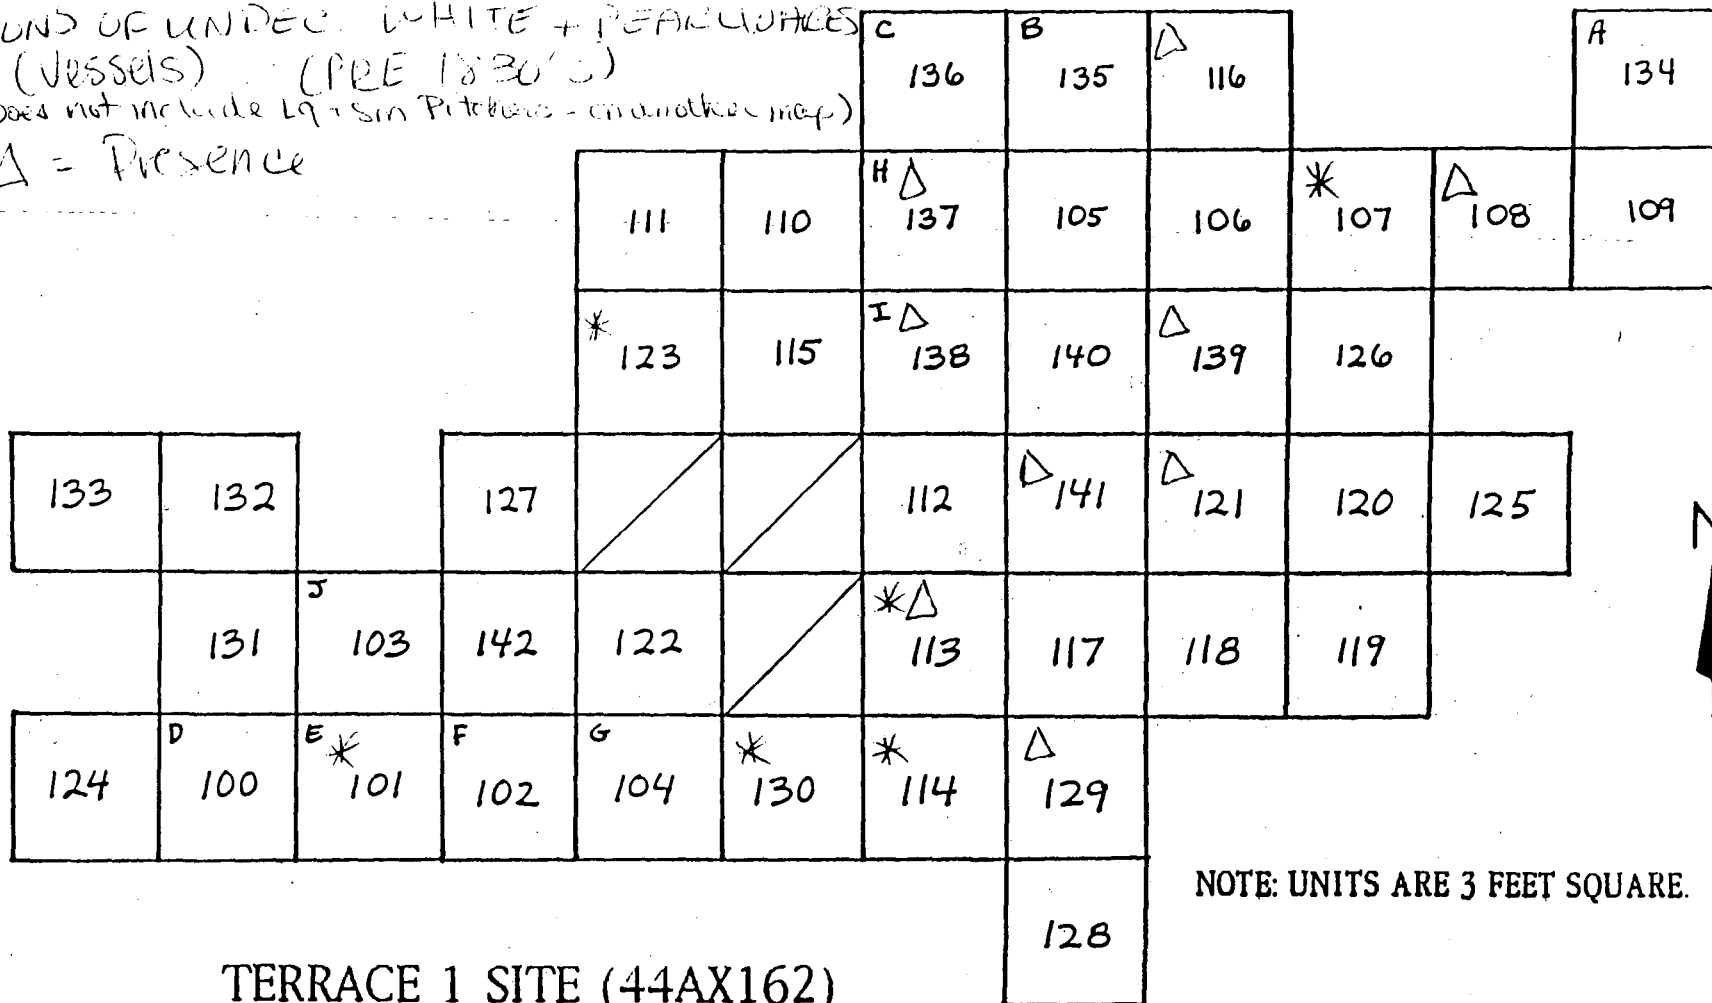 OF UNDEC. WHITE + PEARLWARES
(Vessels) (PRE 1830's)
Does not include Lg + Sm Pitchers - on another map)
Δ = Presence
C 136 B 135 Δ 116 A 134
111 110 H Δ 137 105 106 * 107 Δ 108 109
* 123 115 I Δ 138 140 Δ 139 126
133 132 127 112 Δ 141 Δ 121 120 125
131 J 103 142 122 * Δ 113 117 118 119
124 D 100 E * 101 F 102 G 104 * 130 * 114 Δ 129
NOTE: UNITS ARE 3 FEET SQUARE.
128
TERRACE 1 SITE (44AX162)